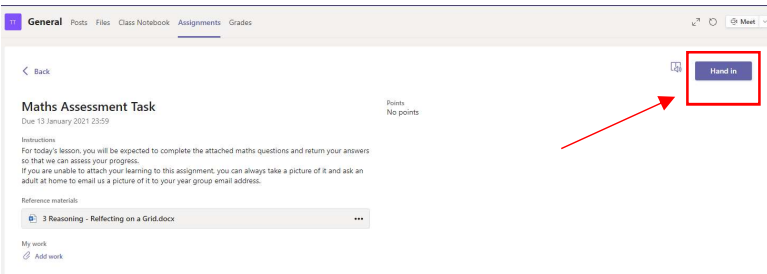 TT General Posts Files Class Notebook Assignments Grades Meet
Back
Hand in
Maths Assessment Task
Due 13 January 2021 23:59
Points
No points
Instructions
For today's lesson, you will be expected to complete the attached maths questions and return your answers
so that we can assess your progress.
If you are unable to attach your learning to this assignment, you can always take a picture of it and ask an
adult at home to email us a picture of it to your year group email address.
Reference materials
3 Reasoning - Relfecting on a Grid.docx
My work
Add work